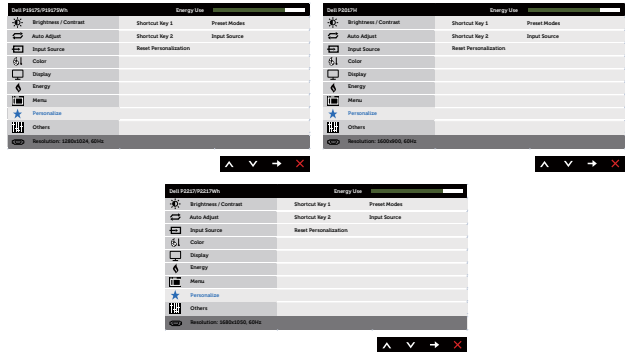 Dell P1917S/P1917SWh Energy Use
Brightness / Contrast Shortcut Key 1 Preset Modes
Auto Adjust Shortcut Key 2 Input Source
Input Source Reset Personalization
Color
Display
Energy
Menu
Personalize
Others
Resolution: 1280x1024, 60Hz
Dell P2017H Energy Use
Brightness / Contrast Shortcut Key 1 Preset Modes
Auto Adjust Shortcut Key 2 Input Source
Input Source Reset Personalization
Color
Display
Energy
Menu
Personalize
Others
Resolution: 1600x900, 60Hz
Dell P2217/P2217Wh Energy Use
Brightness / Contrast Shortcut Key 1 Preset Modes
Auto Adjust Shortcut Key 2 Input Source
Input Source Reset Personalization
Color
Display
Energy
Menu
Personalize
Others
Resolution: 1680x1050, 60Hz